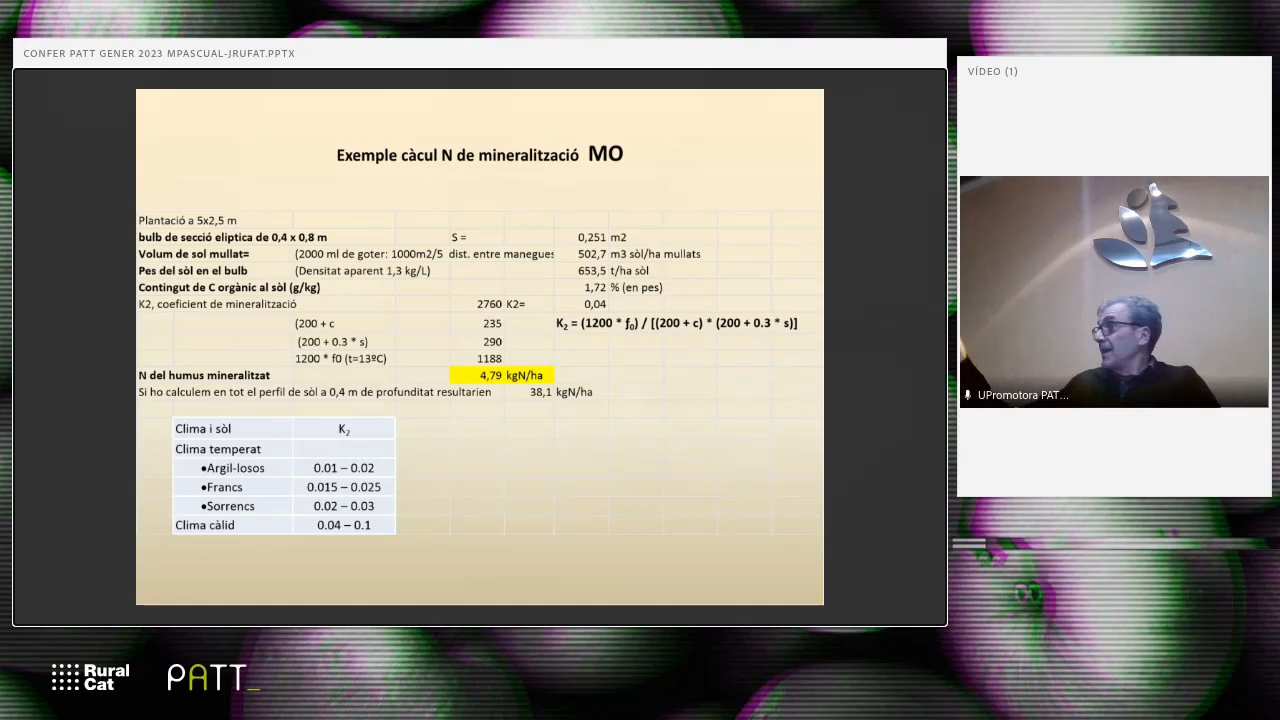 CONFER PATT GENER 2023 MPASCUAL-JRUFAT.PPTX
VÍDEO (1)
Exemple càcul N de mineralització MO
Plantació a 5x2,5 m
bulb de secció eliptica de 0,4 x 0,8 m S = 0,251 m2
Volum de sol mullat= (2000 ml de goter: 1000m2/5 dist. entre manegues 502,7 m3 sòl/ha mullats
Pes del sòl en el bulb (Densitat aparent 1,3 kg/L) 653,5 t/ha sòl
Contingut de C orgànic al sòl (g/kg) 1,72 % (en pes)
K2, coeficient de mineralització 2760 K2= 0,04
(200 + c 235 K2 = (1200 * f0) / [(200 + c) * (200 + 0.3 * s)]
(200 + 0.3 * s) 290
1200 * f0 (t=13ºC) 1188
N del humus mineralitzat 4,79 kgN/ha
Si ho calculem en tot el perfil de sòl a 0,4 m de profunditat resultarien 38,1 kgN/ha
Clima i sòl K2
Clima temperat
•Argil-losos 0.01 – 0.02
•Francs 0.015 – 0.025
•Sorrencs 0.02 – 0.03
Clima càlid 0.04 – 0.1
UPromotora PAT...
Rural
Cat
PATT_